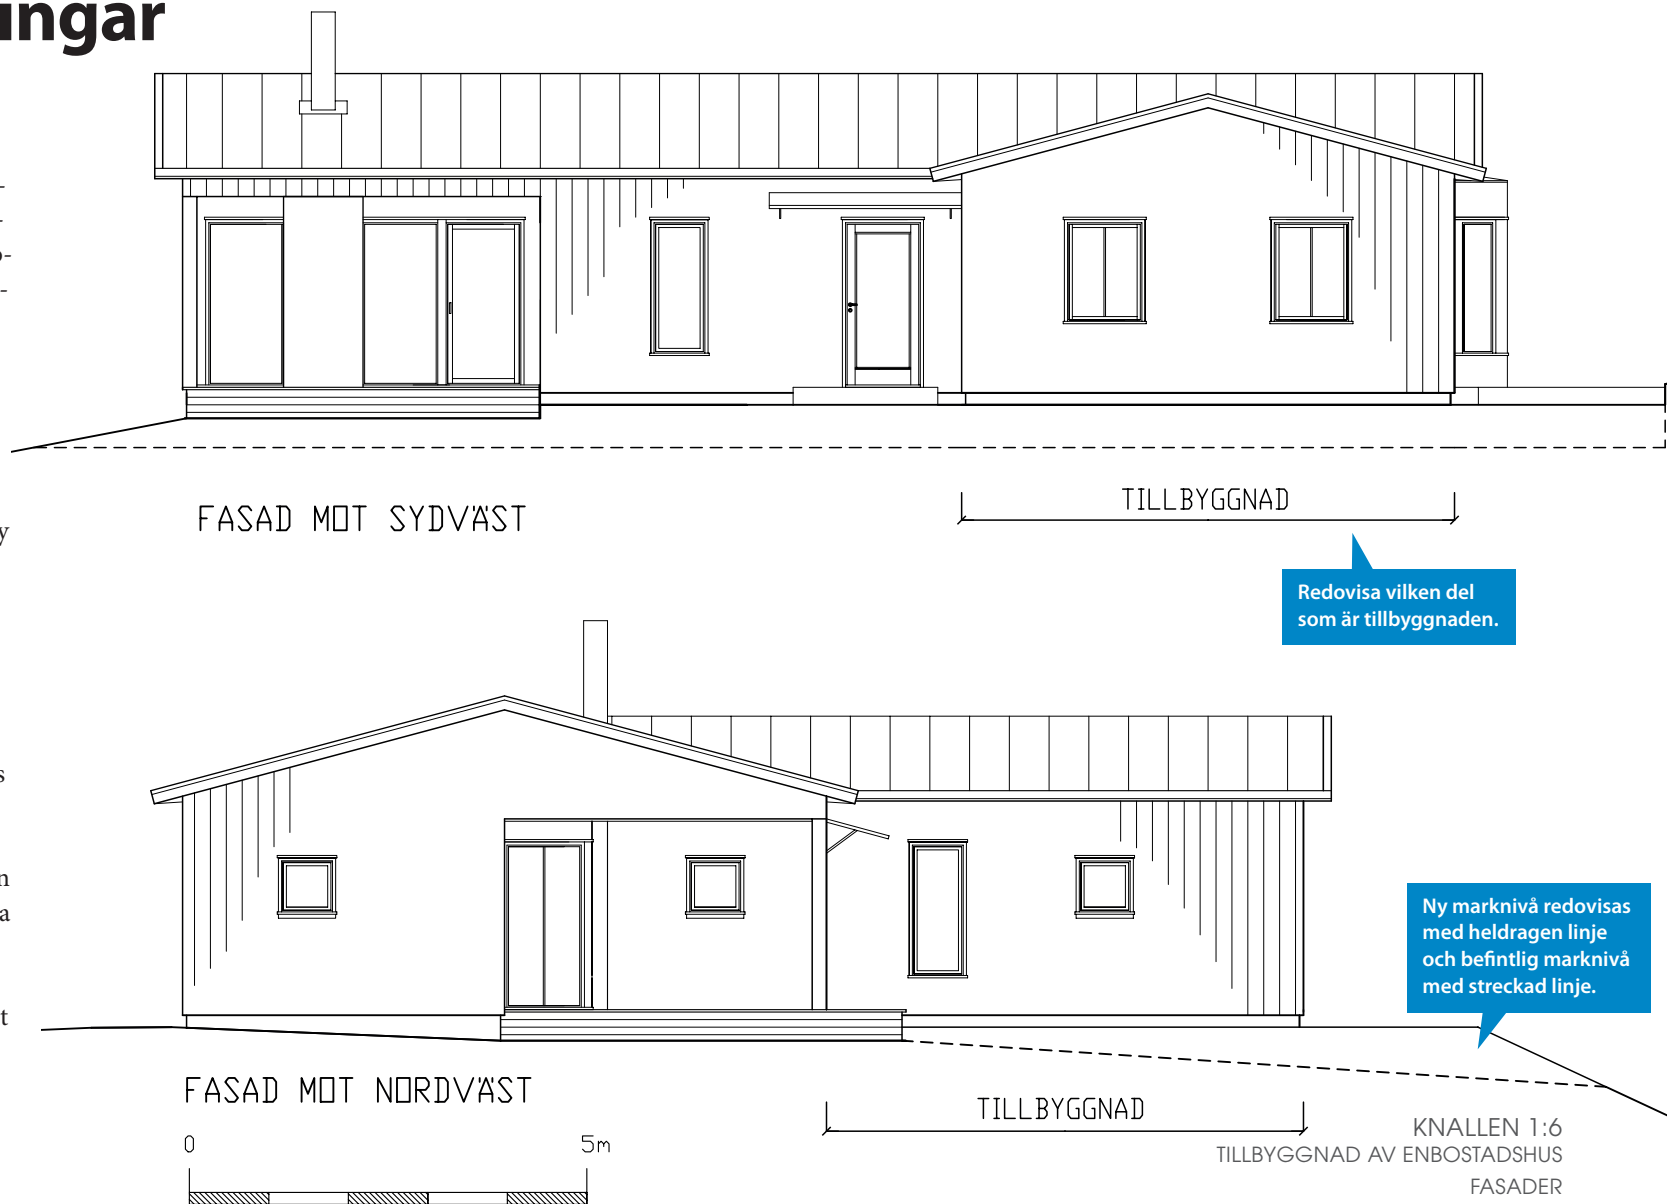 ingar
FASAD MOT SYDVÄST
TILLBYGGNAD
Redovisa vilken del
som är tillbyggnaden.
y
s
n
a
Ny marknivå redovisas
med heldragen linje
och befintlig marknivå
med streckad linje.
t
FASAD MOT NORDVÄST
TILLBYGGNAD
0 5m
KNALLEN 1:6
TILLBYGGNAD AV ENBOSTADSHUS
FASADER